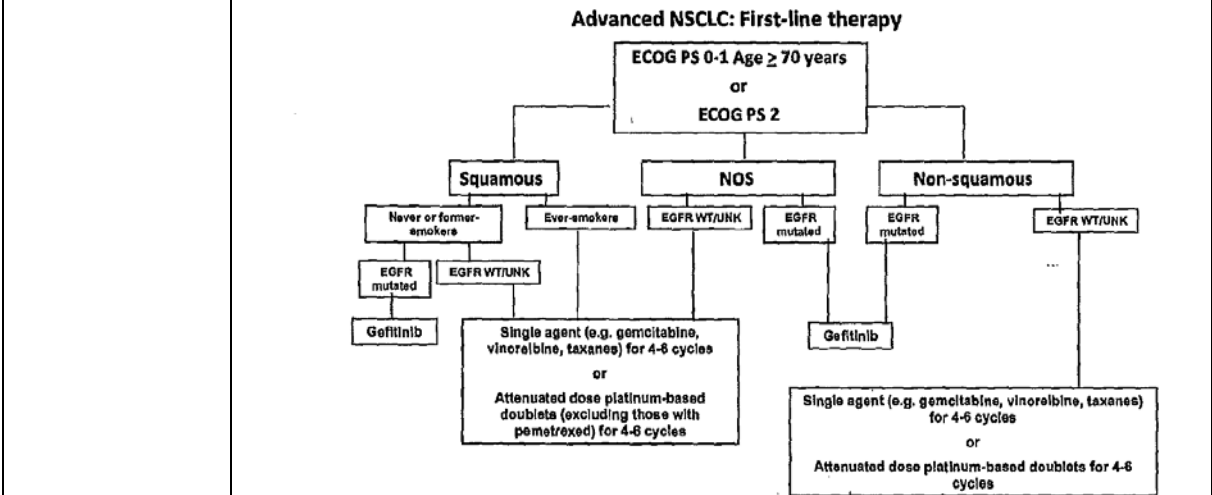 Advanced NSCLC: First-line therapy
ECOG PS 0-1 Age ≥ 70 years
or
ECOG PS 2
Squamous
NOS
Non-squamous
Never or former-
smokers
Ever-smokers
EGFR WT/UNK
EGFR
mutated
EGFR
mutated
EGFR WT/UNK
EGFR
mutated
EGFR WT/UNK
Gefitinib
Single agent (e.g. gemcitabine,
vinorelbine, taxanes) for 4-6 cycles
or
Attenuated dose platinum-based
doublets (excluding those with
pemetrexed) for 4-6 cycles
Gefitinib
Single agent (e.g. gemcitabine, vinorelbine, taxanes)
for 4-6 cycles
or
Attenuated dose platinum-based doublets for 4-6
cycles